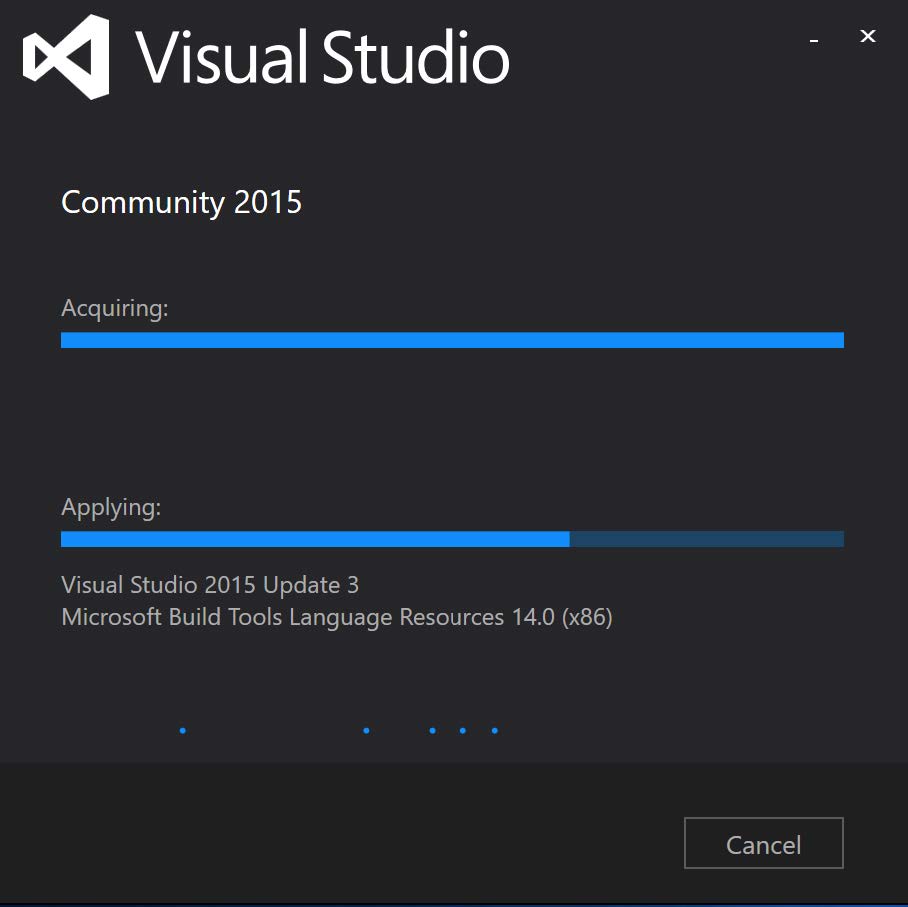 Visual Studio
Community 2015
Acquiring:
Applying:
Visual Studio 2015 Update 3
Microsoft Build Tools Language Resources 14.0 (x86)
Cancel